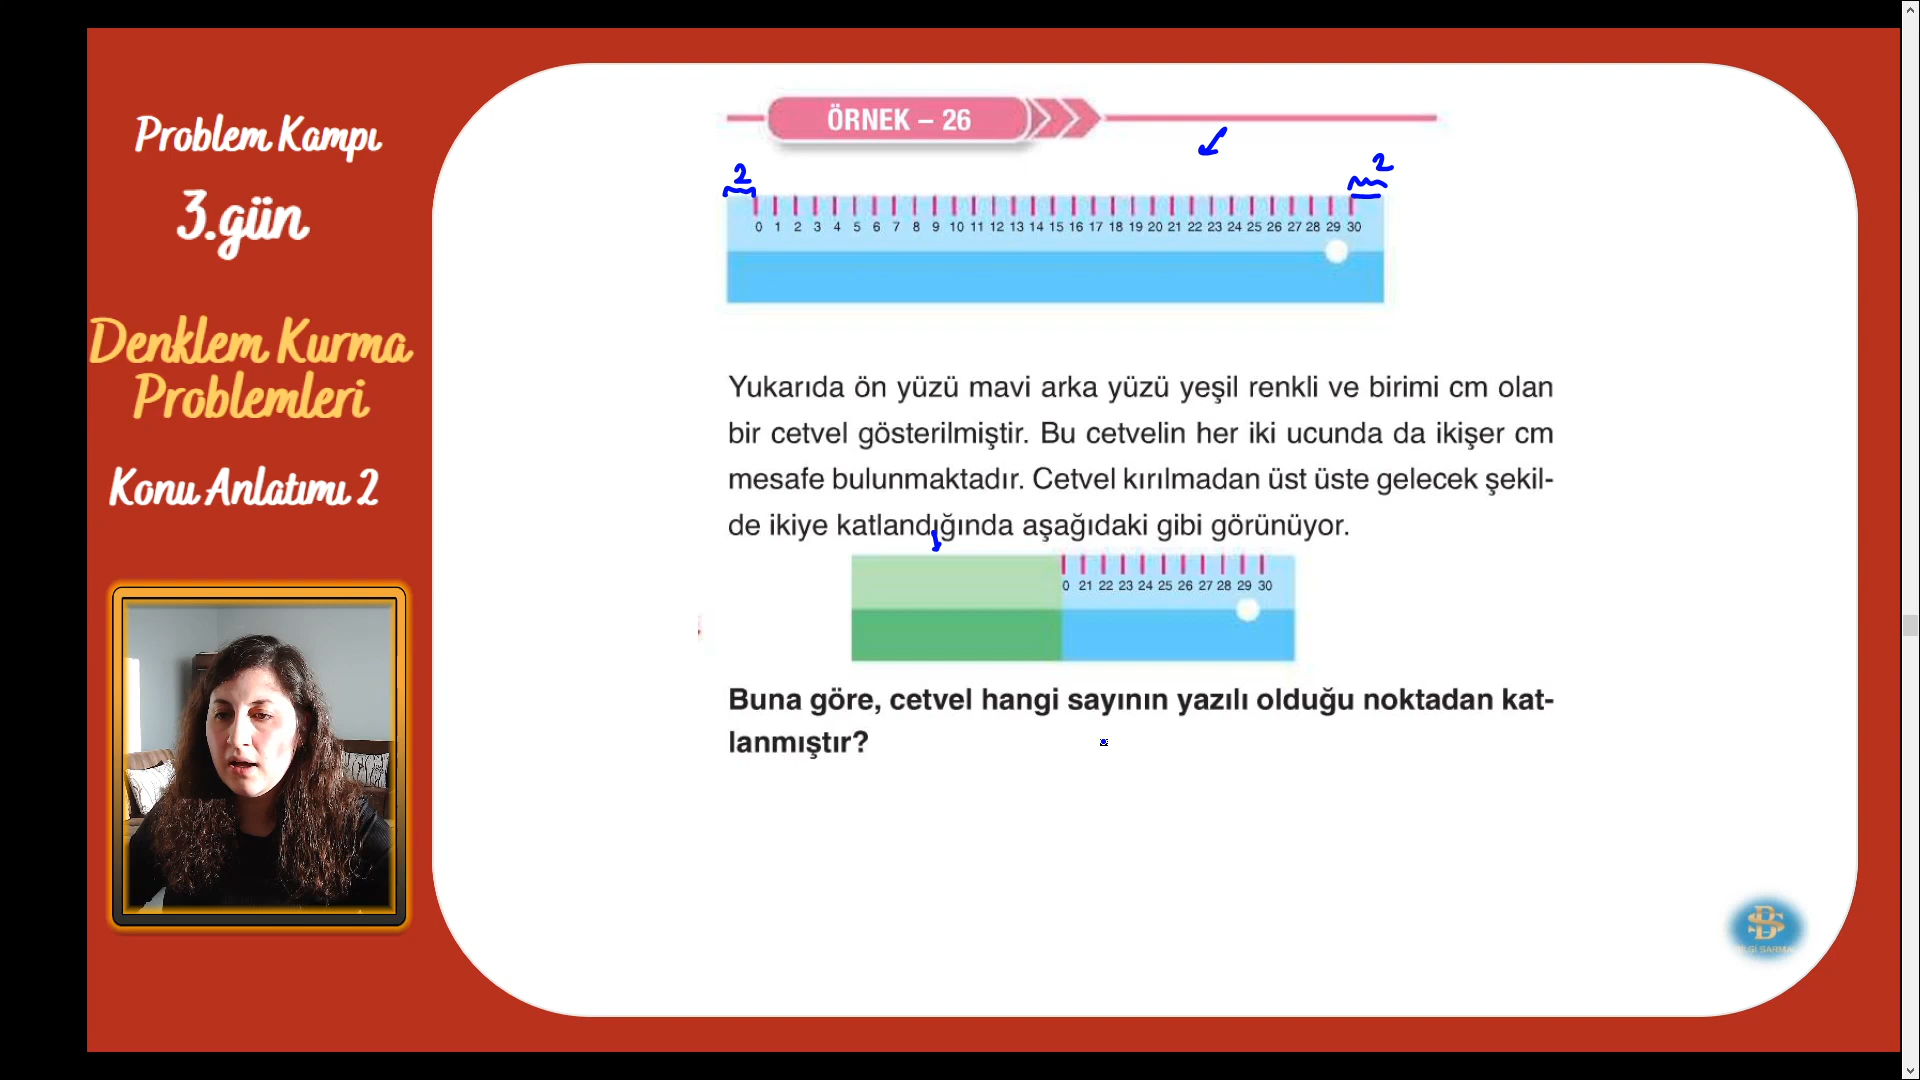 Problem Kampı
3.gün
Denklem Kurma
Problemleri
Konu Anlatımı 2
ÖRNEK – 26
2
2
0 1 2 3 4 5 6 7 8 9 10 11 12 13 14 15 16 17 18 19 20 21 22 23 24 25 26 27 28 29 30
Yukarıda ön yüzü mavi arka yüzü yeşil renkli ve birimi cm olan
bir cetvel gösterilmiştir. Bu cetvelin her iki ucunda da ikişer cm
mesafe bulunmaktadır. Cetvel kırılmadan üst üste gelecek şekil-
de ikiye katlandığında aşağıdaki gibi görünüyor.
0 21 22 23 24 25 26 27 28 29 30
Buna göre, cetvel hangi sayının yazılı olduğu noktadan kat-
lanmıştır?